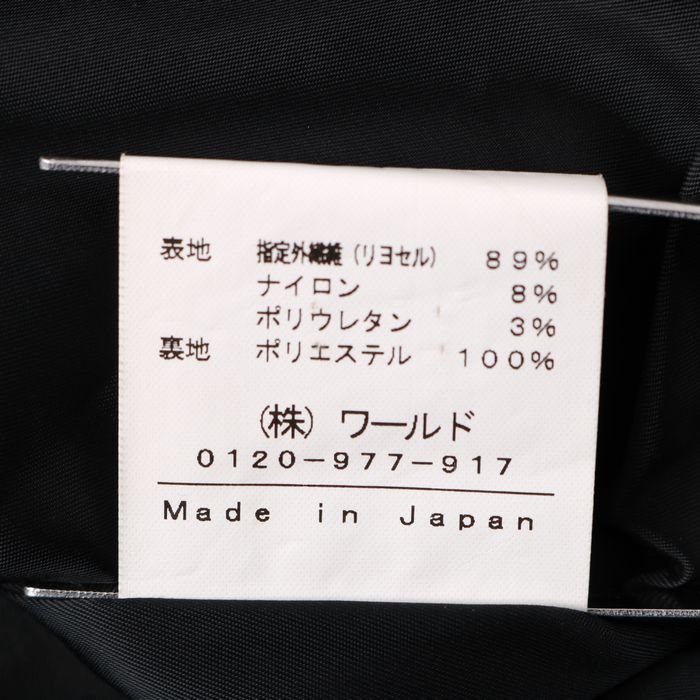 表地 指定外繊維(リヨセル) 89%
ナイロン 8%
ポリウレタン 3%
裏地 ポリエステル 100%
(株) ワールド
0120-977-917
Made in Japan